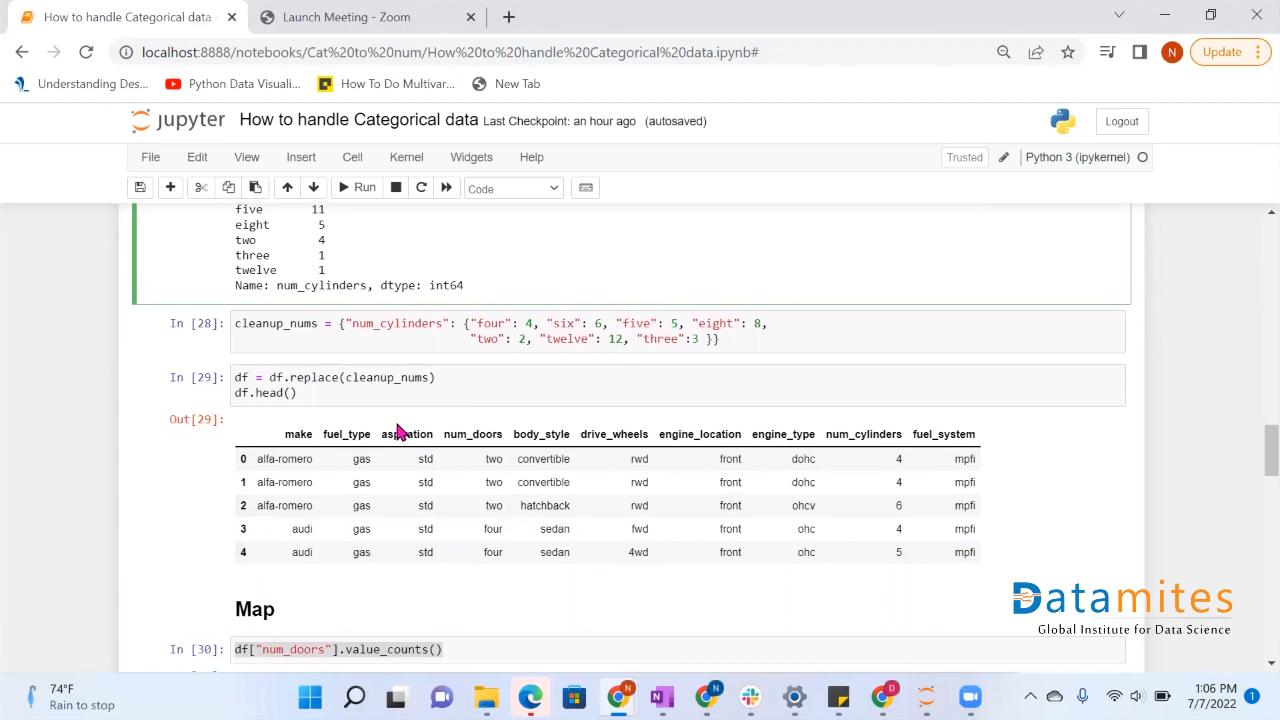 How to handle Categorical data -
Launch Meeting - Zoom
localhost:8888/notebooks/Cat%20to%20num/How%20to%20handle%20Categorical%20data.ipynb#
N
Update
Understanding Des...
Python Data Visuali...
How To Do Multivar...
New Tab
jupyter How to handle Categorical data Last Checkpoint: an hour ago (autosaved)
Logout
File Edit View Insert Cell Kernel Widgets Help
Trusted
Python 3 (ipykernel)
Run
Code
five 11
eight 5
two 4
three 1
twelve 1
Name: num_cylinders, dtype: int64
In [28]: cleanup_nums = {"num_cylinders": {"four": 4, "six": 6, "five": 5, "eight": 8,
"two": 2, "twelve": 12, "three":3 }}
In [29]: df = df.replace(cleanup_nums)
df.head()
Out[29]:
make fuel_type aspiration num_doors body_style drive_wheels engine_location engine_type num_cylinders fuel_system
0 alfa-romero gas std two convertible rwd front dohc 4 mpfi
1 alfa-romero gas std two convertible rwd front dohc 4 mpfi
2 alfa-romero gas std two hatchback rwd front ohcv 6 mpfi
3 audi gas std four sedan fwd front ohc 4 mpfi
4 audi gas std four sedan 4wd front ohc 5 mpfi
Datamites
Global Institute for Data Science
Map
In [30]: df["num_doors"].value_counts()
74°F
Rain to stop
N
N
D
1:06 PM
7/7/2022
1